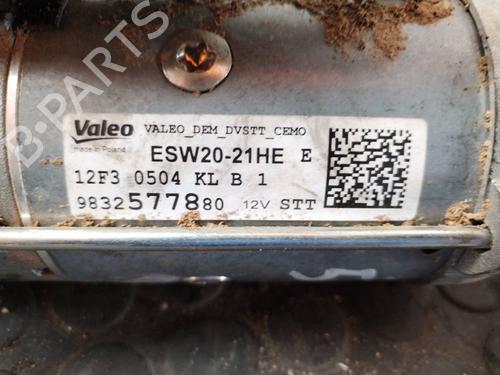 B-PARTS
Valeo VALEO_DEM_DVSTT_CEMO
made in Poland
ESW20-21HE E
12F3 0504 KL B 1
9832577880 12V STT